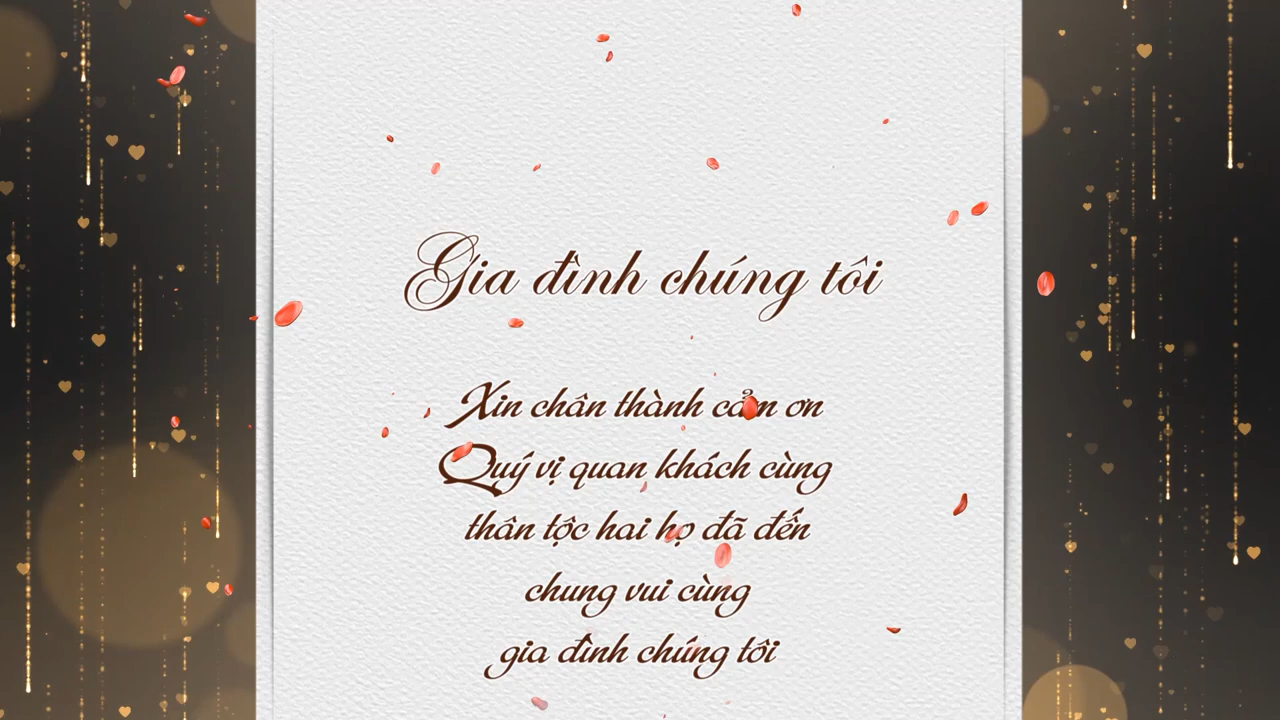 Gia đình chúng tôi
Xin chân thành cảm ơn
Quý vị quan khách cùng
thân tộc hai họ đã đến
chung vui cùng
gia đình chúng tôi